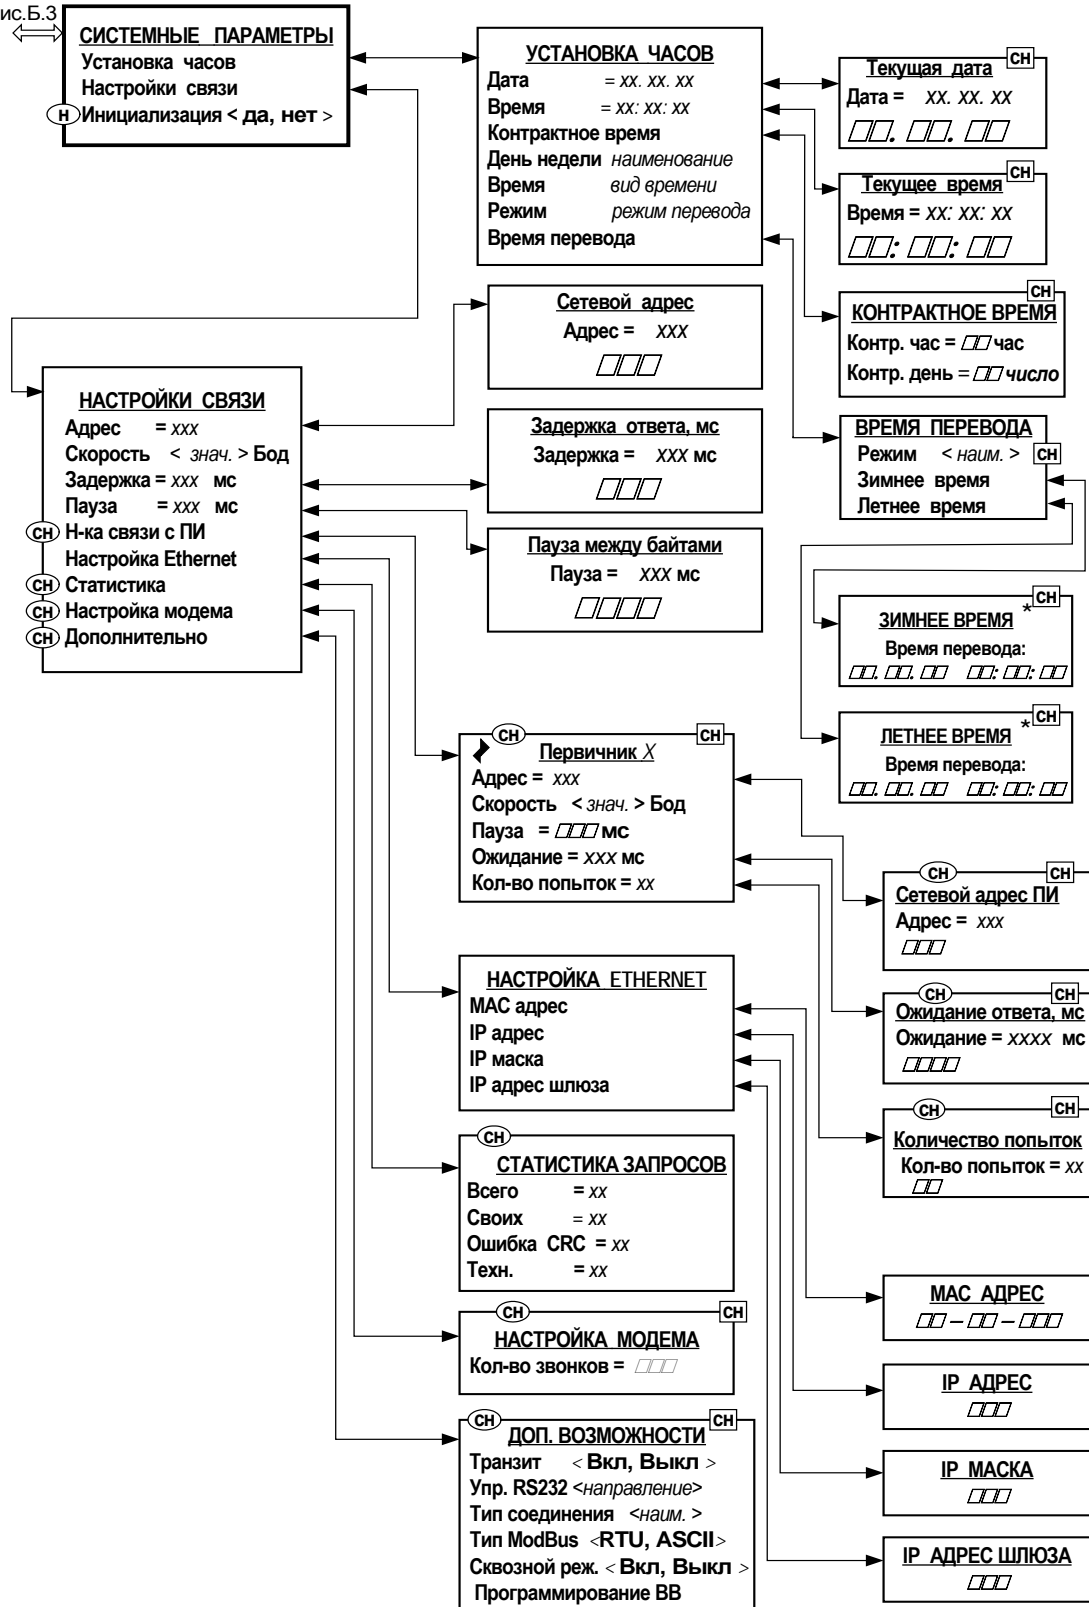 ис.Б.3
СИСТЕМНЫЕ ПАРАМЕТРЫ
Установка часов
Настройки связи
Н Инициализация < да, нет >
УСТАНОВКА ЧАСОВ
Дата = хх. хх. хх
Время = хх: хх: хх
Контрактное время
День недели наименование
Время вид времени
Режим режим перевода
Время перевода
СН
Текущая дата
Дата = хх. хх. хх
СН
Текущее время
Время = хх: хх: хх
СН
КОНТРАКТНОЕ ВРЕМЯ
Контр. час = час
Контр. день = число
ВРЕМЯ ПЕРЕВОДА
Режим < наим. > СН
Зимнее время
Летнее время
СН
ЗИМНЕЕ ВРЕМЯ *
Время перевода:
СН
ЛЕТНЕЕ ВРЕМЯ *
Время перевода:
Сетевой адрес
Адрес = ххх
Задержка ответа, мс
Задержка = ххх мс
Пауза между байтами
Пауза = ххх мс
НАСТРОЙКИ СВЯЗИ
Адрес = ххх
Скорость < знач. > Бод
Задержка = ххх мс
Пауза = ххх мс
СН Н-ка связи с ПИ
Настройка Ethernet
СН Статистика
СН Настройка модема
СН Дополнительно
СН СН
Первичник Х
Адрес = ххх
Скорость < знач. > Бод
Пауза = мс
Ожидание = ххх мс
Кол-во попыток = хх
СН СН
Сетевой адрес ПИ
Адрес = ххх
СН СН
Ожидание ответа, мс
Ожидание = хххх мс
СН СН
Количество попыток
Кол-во попыток = хх
НАСТРОЙКА ETHERNET
МАС адрес
IP адрес
IP маска
IP адрес шлюза
СН
СТАТИСТИКА ЗАПРОСОВ
Всего = хх
Своих = хх
Ошибка CRC = хх
Техн. = хх
СН СН
НАСТРОЙКА МОДЕМА
Кол-во звонков =
СН СН
ДОП. ВОЗМОЖНОСТИ
Транзит < Вкл, Выкл >
Упр. RS232 <направление>
Тип соединения <наим. >
Тип ModBus <RTU, ASCII>
Сквозной реж. < Вкл, Выкл >
Программирование ВВ
МАС АДРЕС
– –
IP АДРЕС
IP МАСКА
IP АДРЕС ШЛЮЗА